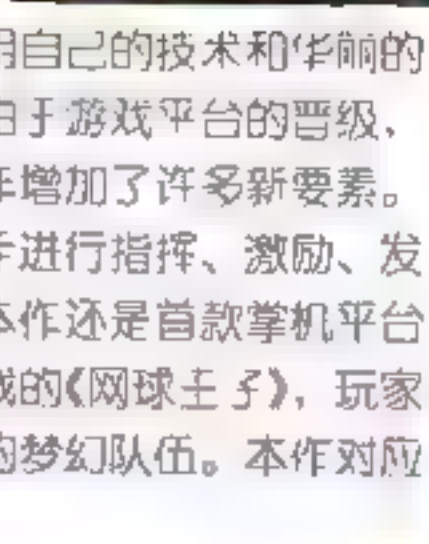 用自己的技术和华丽的
由于游戏平台的晋级，
年增加了许多新要素。
手进行指挥、激励、发
本作还是首款掌机平台
戏的《网球王子》，玩家
的梦幻队伍。本作对应